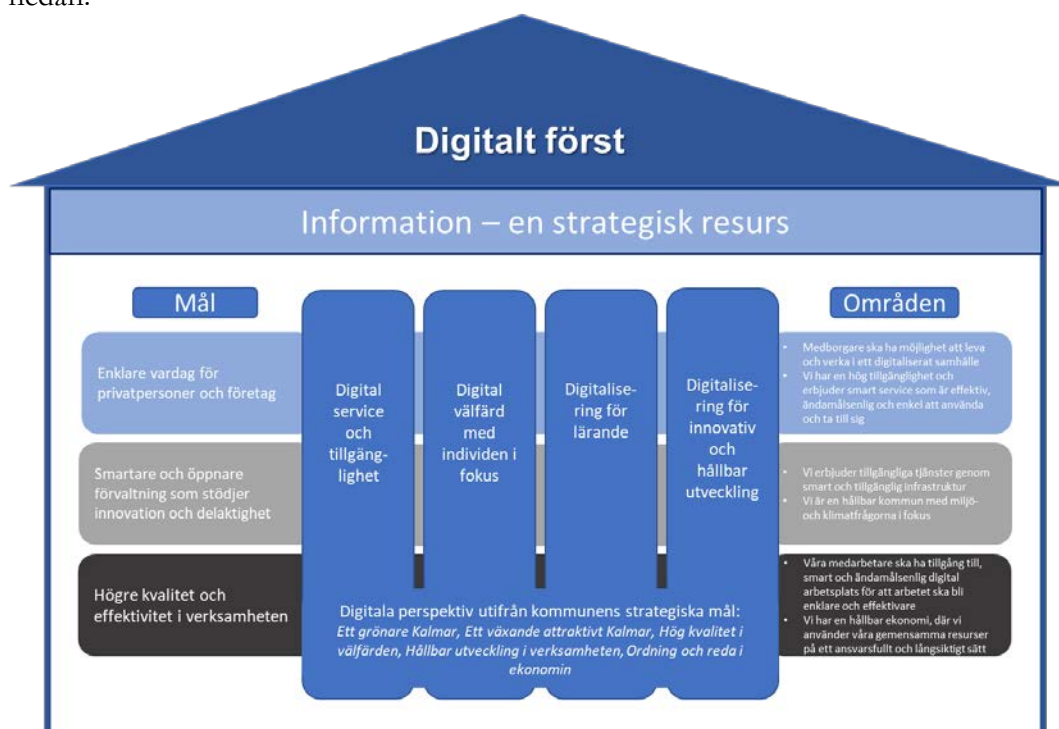 nedan.
Digitalt först
Information – en strategisk resurs
Mål
Enklare vardag för
privatpersoner och företag
Smartare och öppnare
förvaltning som stödjer
innovation och delaktighet
Högre kvalitet och
effektivitet i verksamheten
Digital
service
och
tillgäng-
lighet
Digital
välfärd
med
individen i
fokus
Digitalise-
ring för
lärande
Digitalise-
ring för
innovativ
och
hållbar
utveckling
Digitala perspektiv utifrån kommunens strategiska mål:
Ett grönare Kalmar, Ett växande attraktivt Kalmar, Hög kvalitet i
välfärden, Hållbar utveckling i verksamheten, Ordning och reda i
ekonomin
Områden
• Medborgare ska ha möjlighet att leva
och verka i ett digitaliserat samhälle
• Vi har en hög tillgänglighet och
erbjuder smart service som är effektiv,
ändamålsenlig och enkel att använda
och ta till sig
• Vi erbjuder tillgängliga tjänster genom
smart och tillgänglig infrastruktur
• Vi är en hållbar kommun med miljö-
och klimatfrågorna i fokus
• Våra medarbetare ska ha tillgång till,
smart och ändamålsenlig digital
arbetsplats för att arbetet ska bli
enklare och effektivare
• Vi har en hållbar ekonomi, där vi
använder våra gemensamma resurser
på ett ansvarsfullt och långsiktigt sätt